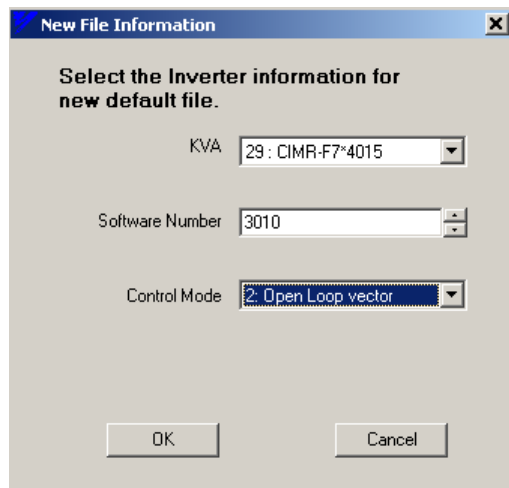 New File Information
Select the Inverter information for
new default file.
KVA 29 : CIMR-F7*4015
Software Number 3010
Control Mode 2: Open Loop vector
OK Cancel